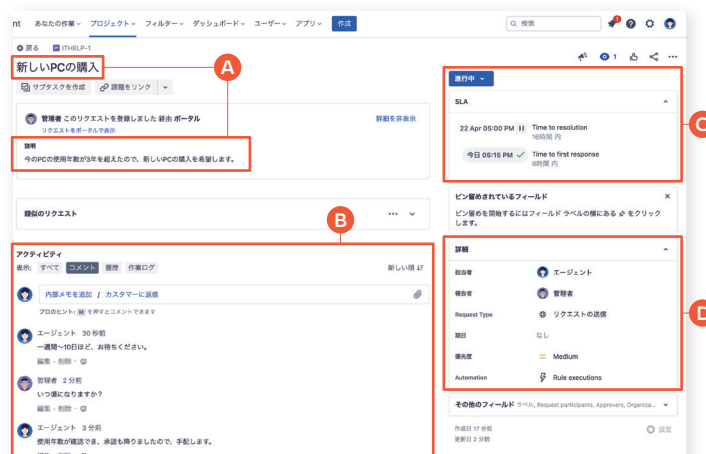 nt あなたの作業 プロジェクト フィルター ダッシュボード ユーザー アプリ 作成 検索
戻る ITHELP-1
1
新しいPCの購入
A
サブタスクを作成 課題をリンク
管理者 このリクエストを登録しました 経由 ポータル 詳細を非表示
リクエストをポータルで表示
説明
今のPCの使用年数が3年を超えたので、新しいPCの購入を希望します。
類似のリクエスト
B
アクティビティ
表示: すべて コメント 履歴 作業ログ 新しい順
内部メモを追加 / カスタマーに返信
プロのヒント: M を押すとコメントできます
エージェント 30 秒前
一週間〜10日ほど、お待ちください。
編集・削除・
管理者 2 分前
いつ頃になりますか？
編集・削除・
エージェント 3 分前
使用年数が確認でき、承認も降りましたので、手配します。
編集・削除・
進行中
SLA
C
22 Apr 05:00 PM Time to resolution
16時間 内
今日 05:15 PM Time to first response
8時間 内
ピン留めされているフィールド
ピン留めを開始するにはフィールド ラベルの横にある をクリック
します。
詳細
担当者 エージェント
報告者 管理者
D
Request Type リクエストの送信
期日 なし
優先度 Medium
Automation Rule executions
その他のフィールド ラベル, Request participants, Approvers, Organiza...
作成日 17 分前 設定
更新日 2 分前